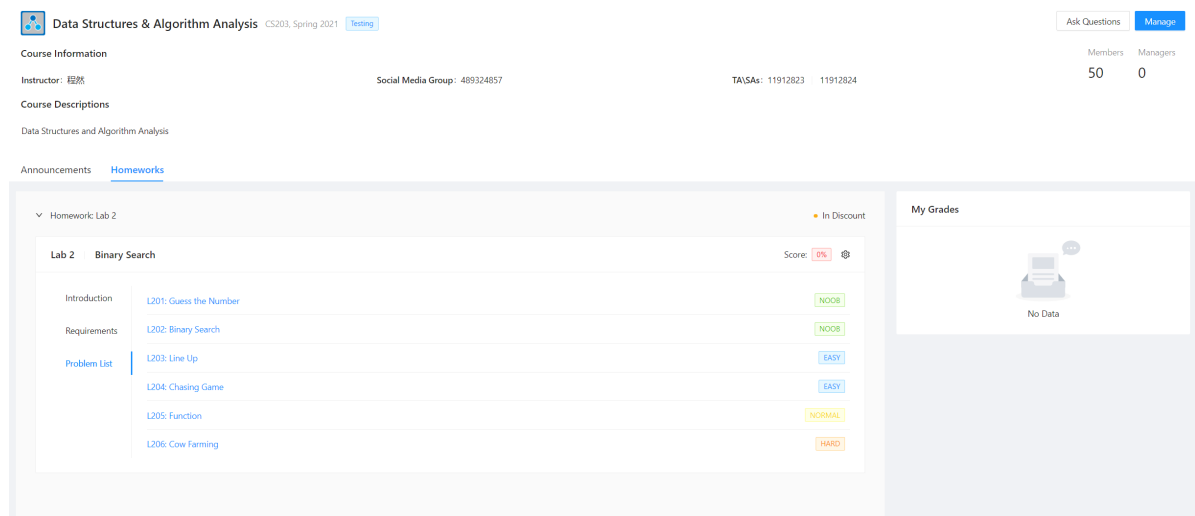 Data Structures & Algorithm Analysis CS203, Spring 2021 Testing Ask Questions Manage
Course Information Members Managers
Instructor: 程然 Social Media Group: 489324857 TA\SAs: 11912823 11912824 50 0
Course Descriptions
Data Structures and Algorithm Analysis
Announcements Homeworks
Homework: Lab 2 In Discount
Lab 2 Binary Search Score: 0%
Introduction
Requirements
Problem List
L201: Guess the Number NOOB
L202: Binary Search NOOB
L203: Line Up EASY
L204: Chasing Game EASY
L205: Function NORMAL
L206: Cow Farming HARD
My Grades
No Data